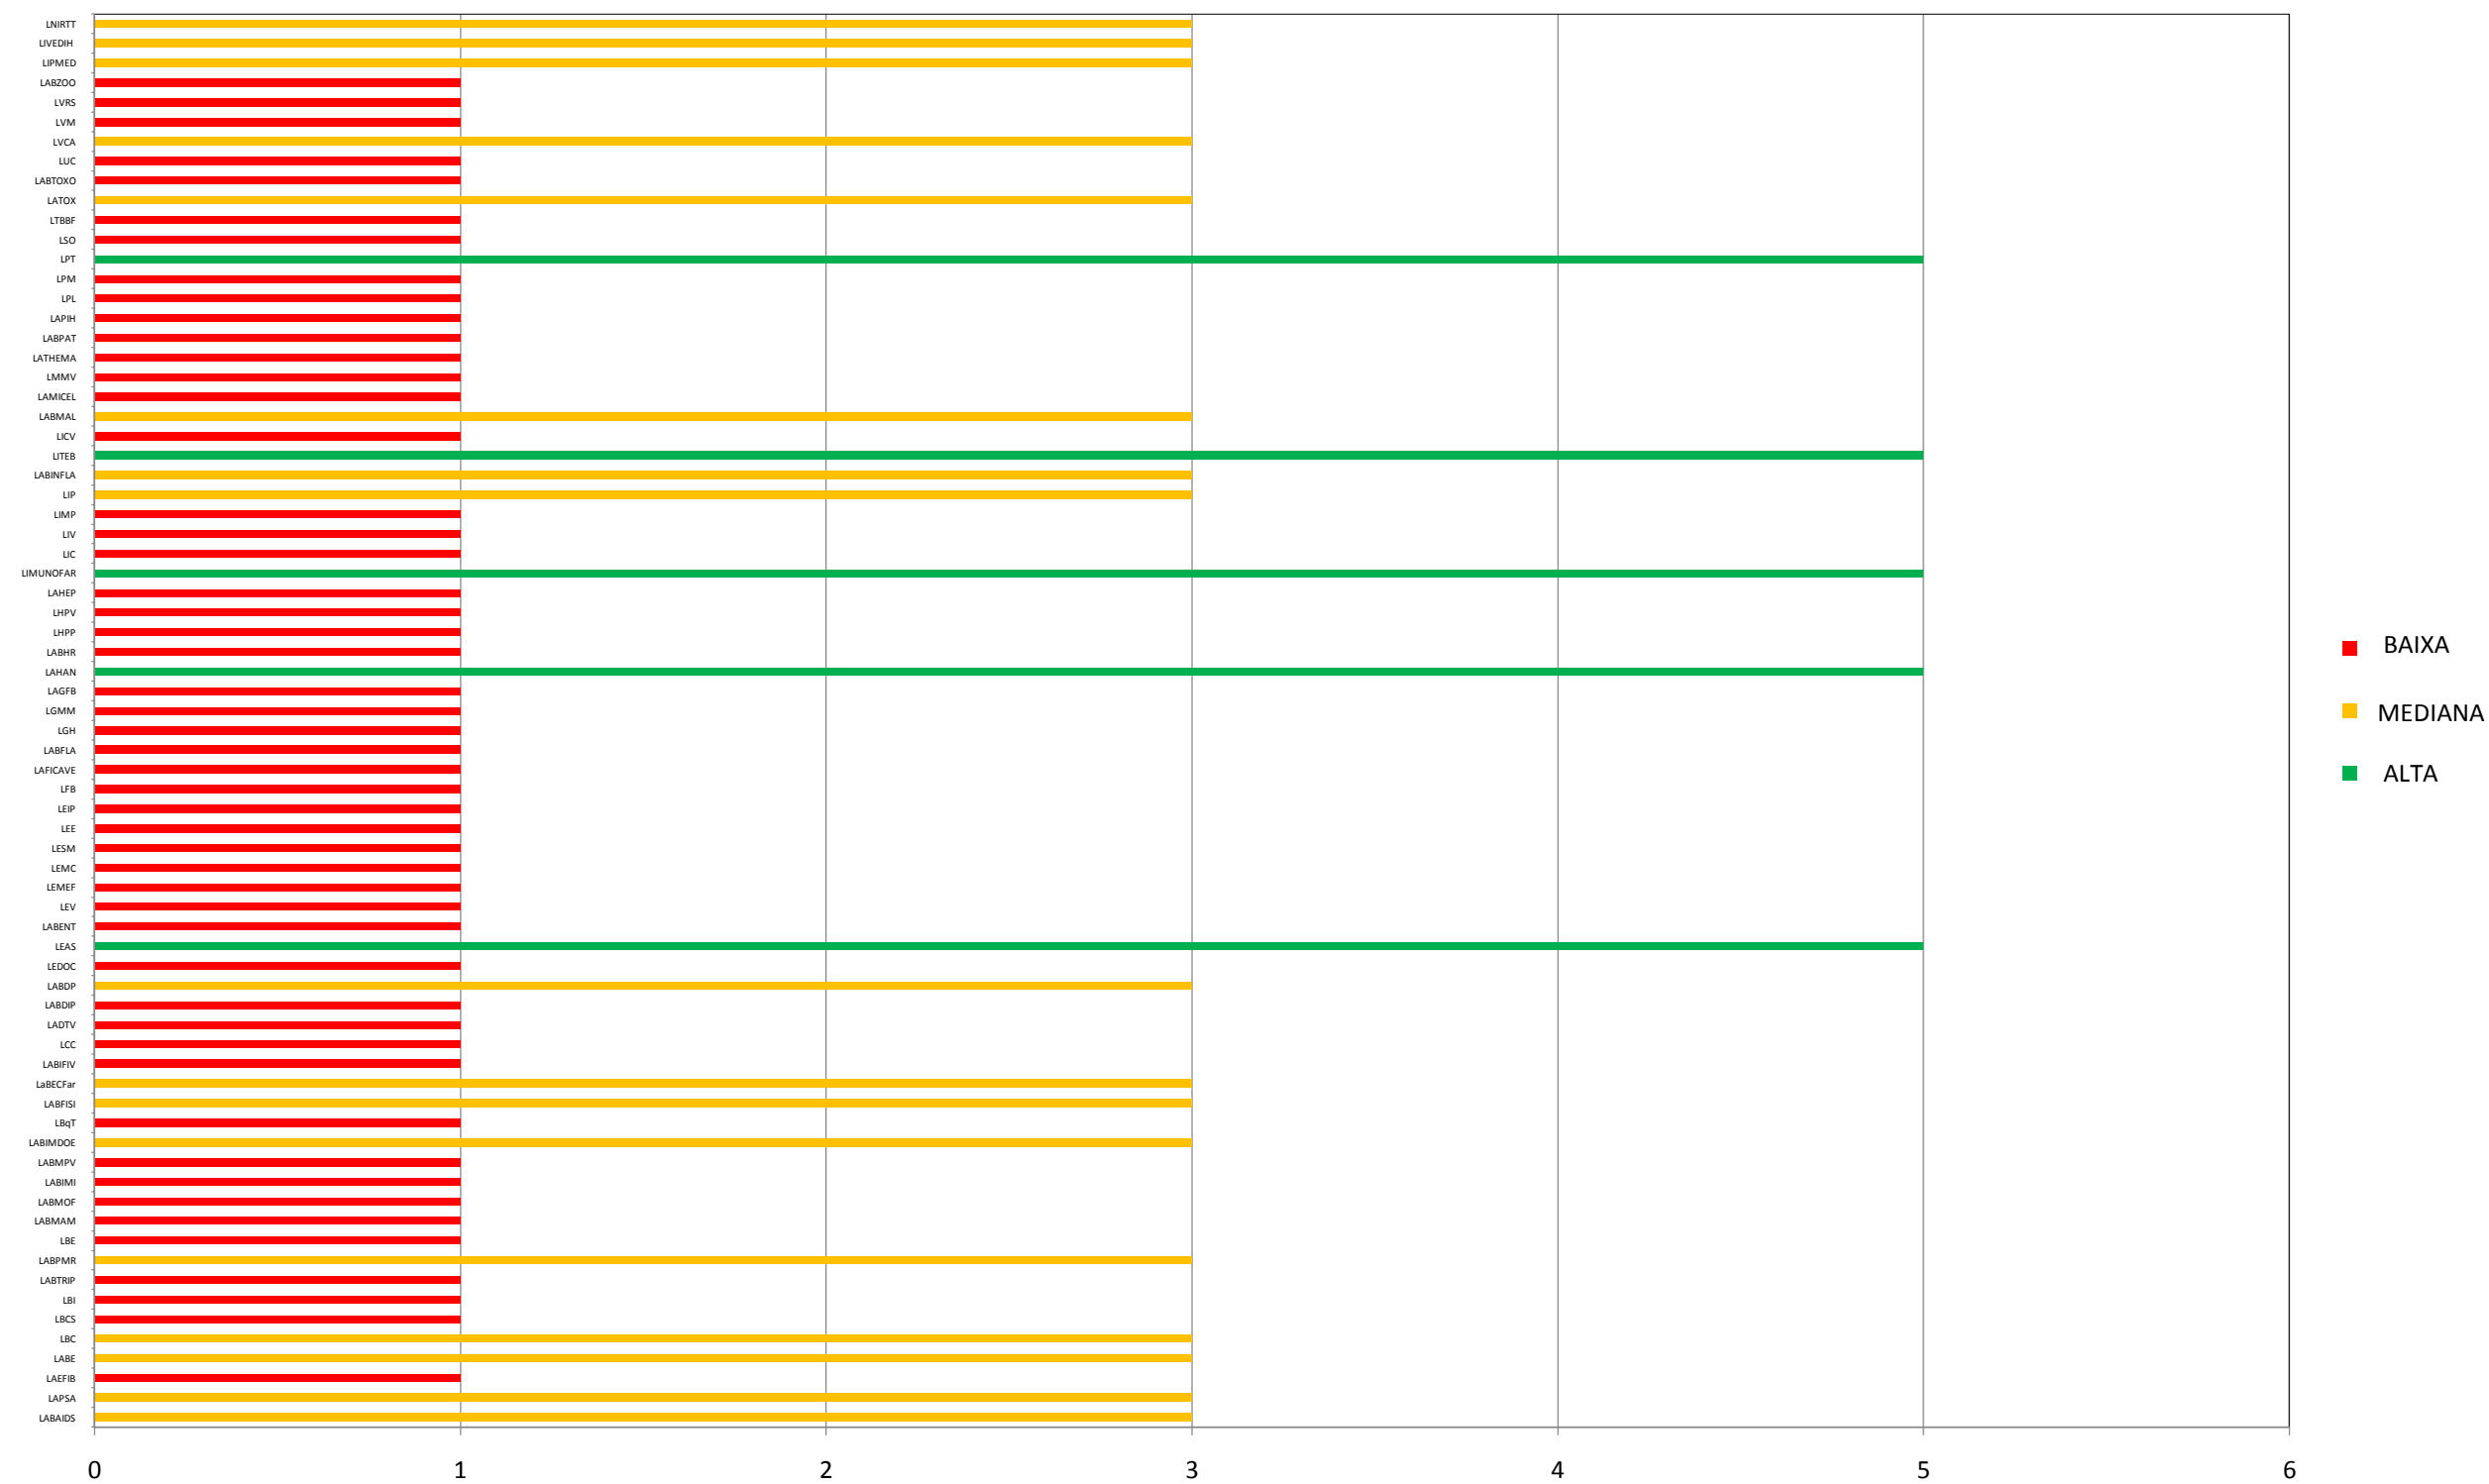 LNIRTT
LIVEDIH
LIPMED
LABZOO
LVRS
LVM
LVCA
LUC
LABTOXO
LATOX
LTBBF
LSO
LPT
LPM
LPL
LAPIH
LABPAT
LATHEMA
LMMV
LAMICEL
LABMAL
LICV
LITEB
LABINFLA
LIP
LIMP
LIV
LIC
LIMUNOFAR
LAHEP
LHPV
LHPP
LABHR
LAHAN
LAGFB
LGMM
LGH
LABFLA
LAFICAVE
LFB
LEIP
LEE
LESM
LEMC
LEMEF
LEV
LABENT
LEAS
LEDOC
LABDP
LABDIP
LADTV
LCC
LABIFIV
LaBECFar
LABFISI
LBqT
LABIMDOE
LABMPV
LABIMI
LABMOF
LABMAM
LBE
LABPMR
LABTRIP
LBI
LBCS
LBC
LABE
LAEFIB
LAPSA
LABAIDS
0 1 2 3 4 5 6
BAIXA
MEDIANA
ALTA